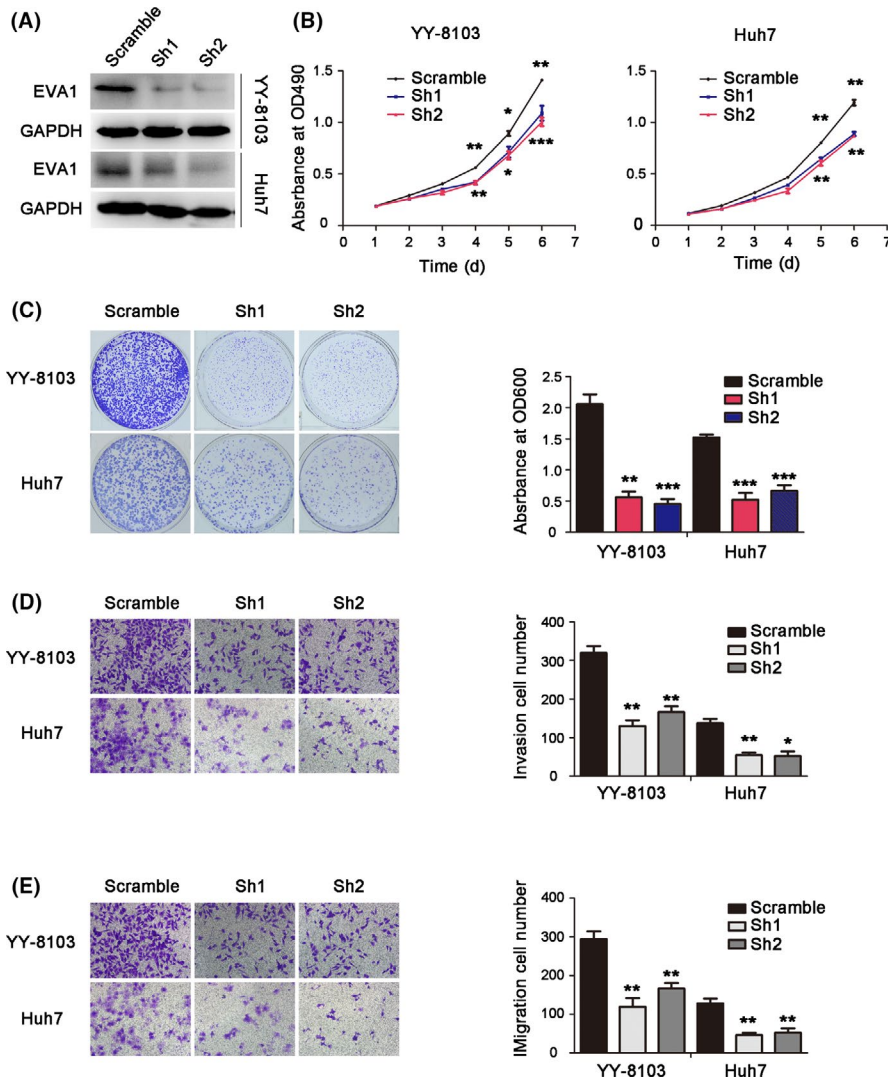 (A)
Scramble
Sh1
Sh2
EVA1
GAPDH
EVA1
GAPDH
YY-8103
Huh7
(B)
YY-8103
Absrbance at OD490
1.5
1.0
0.5
0
0 1 2 3 4 5 6 7
Time (d)
Scramble
Sh1
Sh2
**
*
**
**
*
***
Huh7
1.5
1.0
0.5
0
0 1 2 3 4 5 6 7
Time (d)
Scramble
Sh1
Sh2
**
**
**
**
(C)
Scramble Sh1 Sh2
YY-8103
Huh7
Absrbance at OD600
2.5
2.0
1.5
1.0
0.5
0
Scramble
Sh1
Sh2
** *** *** ***
YY-8103 Huh7
(D)
Scramble Sh1 Sh2
YY-8103
Huh7
Invasion cell number
400
300
200
100
0
Scramble
Sh1
Sh2
** ** ** *
YY-8103 Huh7
(E)
Scramble Sh1 Sh2
YY-8103
Huh7
IMigration cell number
400
300
200
100
0
Scramble
Sh1
Sh2
** ** ** **
YY-8103 Huh7